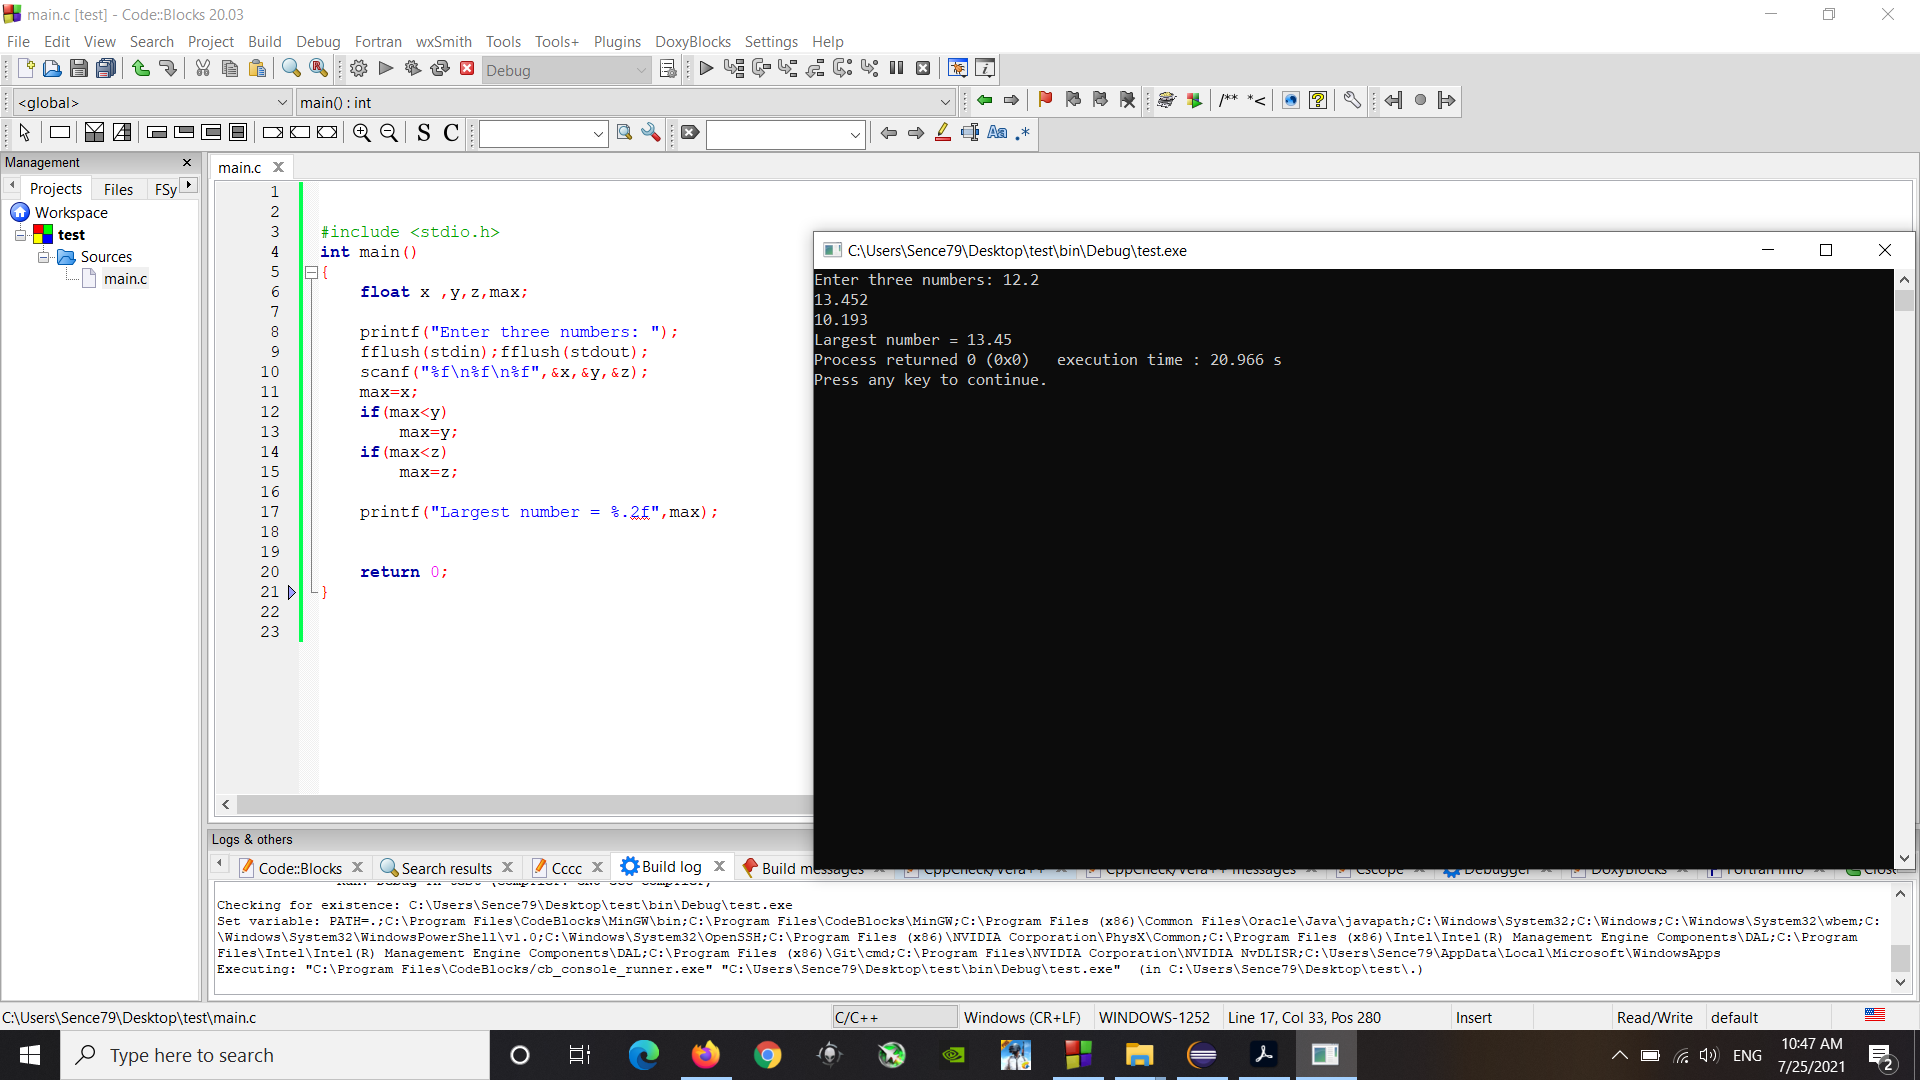 main.c [test] - Code::Blocks 20.03
File Edit View Search Project Build Debug Fortran wxSmith Tools Tools+ Plugins DoxyBlocks Settings Help
Debug
<global> main() : int
/** *<
S C Aa .*
Management
Projects Files FSy
Workspace
test
Sources
main.c
main.c
1
2
3 #include <stdio.h>
4 int main()
5 {
6 float x ,y,z,max;
7
8 printf("Enter three numbers: ");
9 fflush(stdin);fflush(stdout);
10 scanf("%f\n%f\n%f",&x,&y,&z);
11 max=x;
12 if(max<y)
13 max=y;
14 if(max<z)
15 max=z;
16
17 printf("Largest number = %.2f",max);
18
19
20 return 0;
21 }
22
23
C:\Users\Sence79\Desktop\test\bin\Debug\test.exe
Enter three numbers: 12.2
13.452
10.193
Largest number = 13.45
Process returned 0 (0x0)   execution time : 20.966 s
Press any key to continue.
Logs & others
Code::Blocks Search results Cccc Build log Build messages CppCheck/Vera++ CppCheck/Vera++ messages Cscope Debugger DoxyBlocks Fortran info Clos
Checking for existence: C:\Users\Sence79\Desktop\test\bin\Debug\test.exe
Set variable: PATH=.;C:\Program Files\CodeBlocks\MinGW\bin;C:\Program Files\CodeBlocks\MinGW;C:\Program Files (x86)\Common Files\Oracle\Java\javapath;C:\Windows\System32;C:\Windows;C:\Windows\System32\wbem;C:
\Windows\System32\WindowsPowerShell\v1.0;C:\Windows\System32\OpenSSH;C:\Program Files (x86)\NVIDIA Corporation\PhysX\Common;C:\Program Files (x86)\Intel\Intel(R) Management Engine Components\DAL;C:\Program
Files\Intel\Intel(R) Management Engine Components\DAL;C:\Program Files (x86)\Git\cmd;C:\Program Files\NVIDIA Corporation\NVIDIA NvDLISR;C:\Users\Sence79\AppData\Local\Microsoft\WindowsApps
Executing: "C:\Program Files\CodeBlocks/cb_console_runner.exe" "C:\Users\Sence79\Desktop\test\bin\Debug\test.exe"  (in C:\Users\Sence79\Desktop\test\.)
C:\Users\Sence79\Desktop\test\main.c C/C++ Windows (CR+LF) WINDOWS-1252 Line 17, Col 33, Pos 280 Insert Read/Write default
Type here to search
ENG
10:47 AM
7/25/2021
2